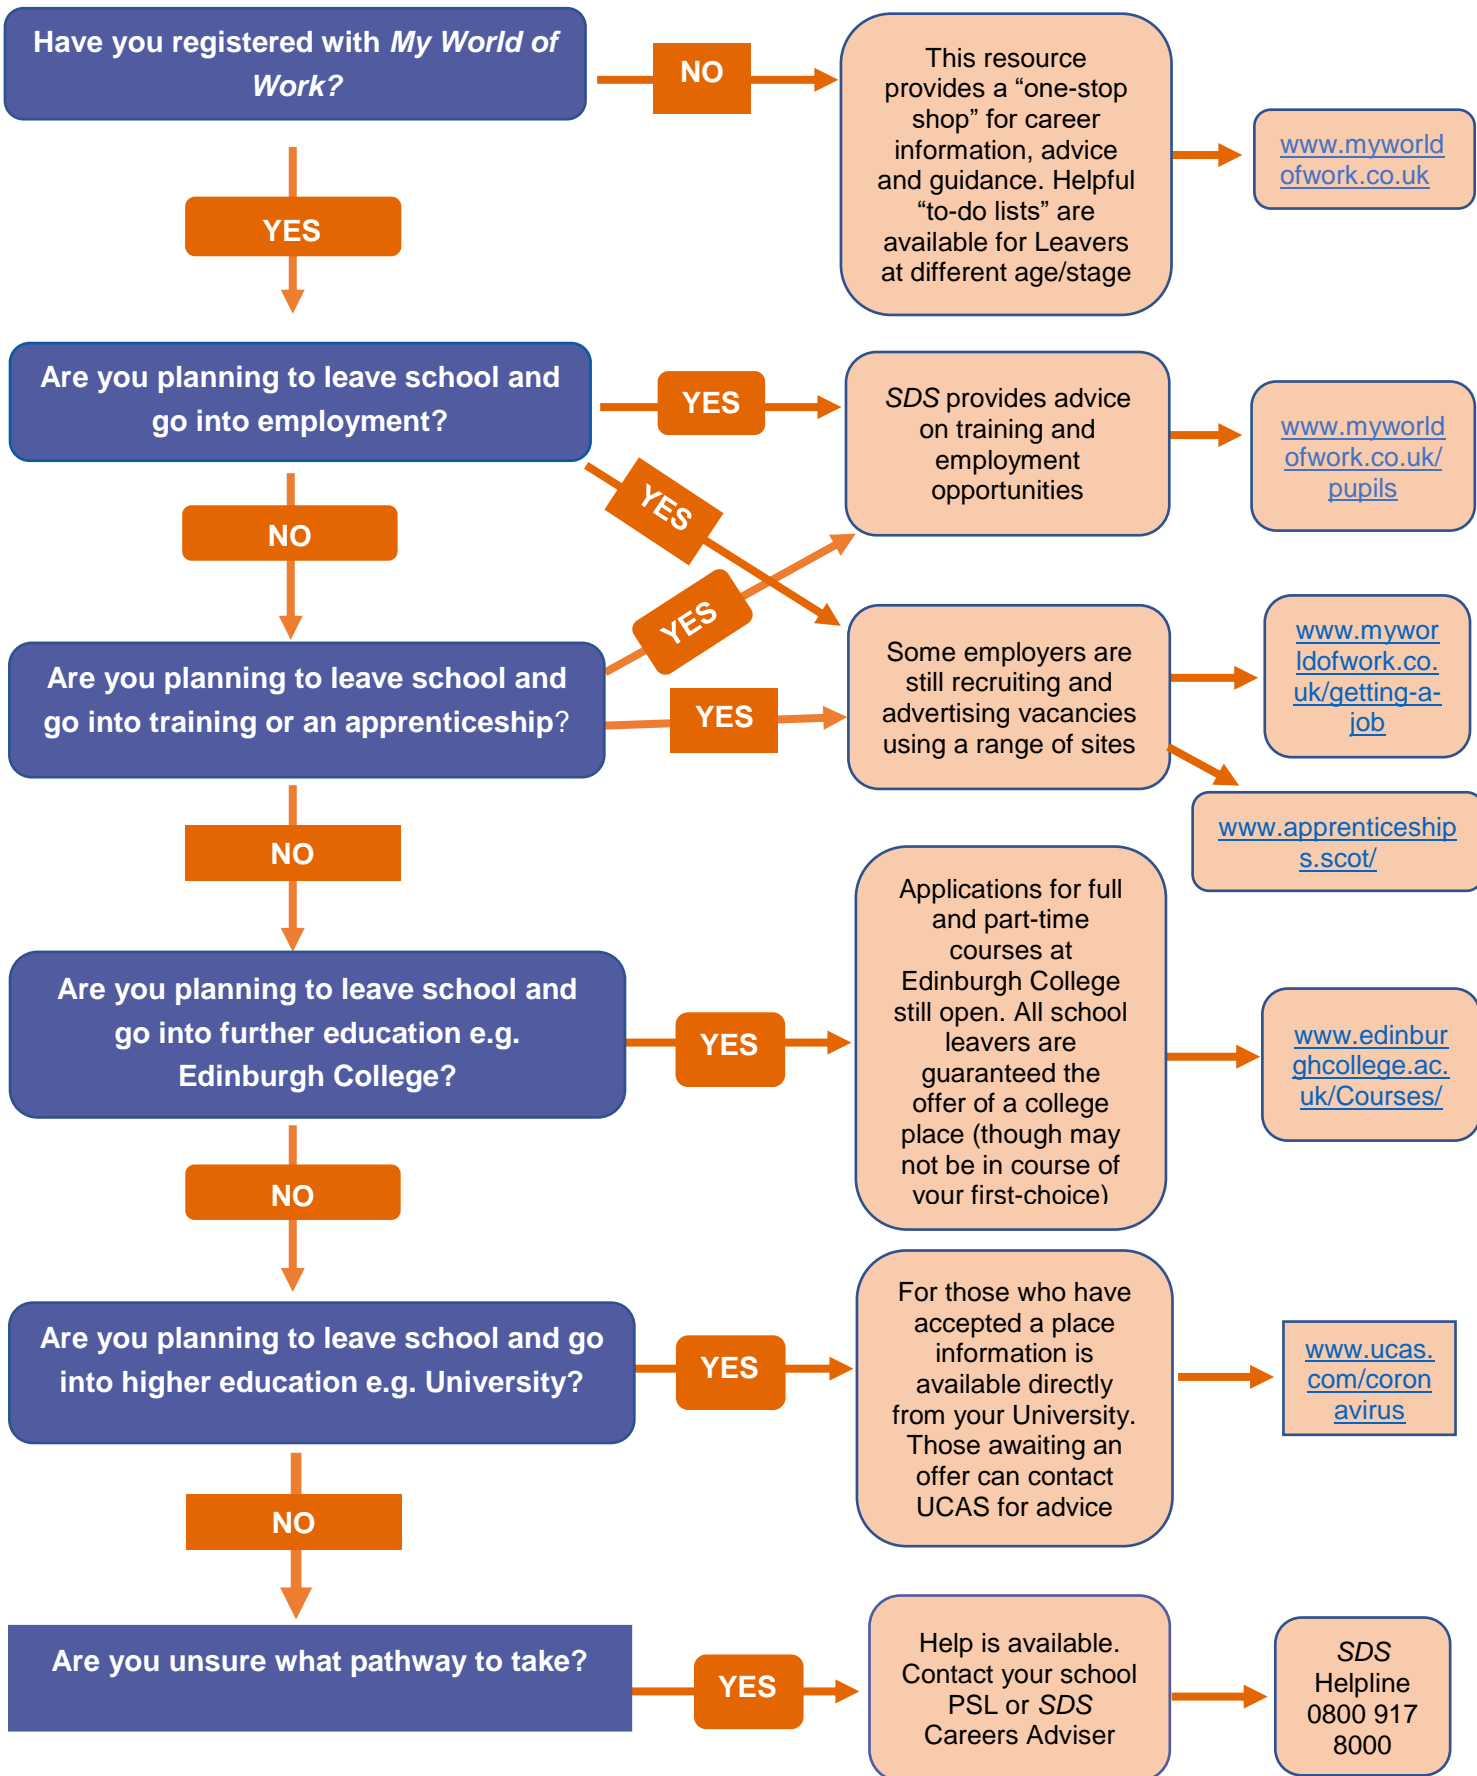 Have you registered with My World of
Work?
NO
This resource
provides a “one-stop
shop” for career
information, advice
and guidance. Helpful
“to-do lists” are
available for Leavers
at different age/stage
www.myworld
ofwork.co.uk
YES
Are you planning to leave school and
go into employment?
YES
SDS provides advice
on training and
employment
opportunities
www.myworld
ofwork.co.uk/
pupils
YES
NO
YES
Are you planning to leave school and
go into training or an apprenticeship?
YES
Some employers are
still recruiting and
advertising vacancies
using a range of sites
www.mywor
ldofwork.co.
uk/getting-a-
job
www.apprenticeship
s.scot/
NO
Are you planning to leave school and
go into further education e.g.
Edinburgh College?
YES
Applications for full
and part-time
courses at
Edinburgh College
still open. All school
leavers are
guaranteed the
offer of a college
place (though may
not be in course of
your first-choice)
www.edinbur
ghcollege.ac.
uk/Courses/
NO
Are you planning to leave school and go
into higher education e.g. University?
YES
For those who have
accepted a place
information is
available directly
from your University.
Those awaiting an
offer can contact
UCAS for advice
www.ucas.
com/coron
avirus
NO
Are you unsure what pathway to take?
YES
Help is available.
Contact your school
PSL or SDS
Careers Adviser
SDS
Helpline
0800 917
8000